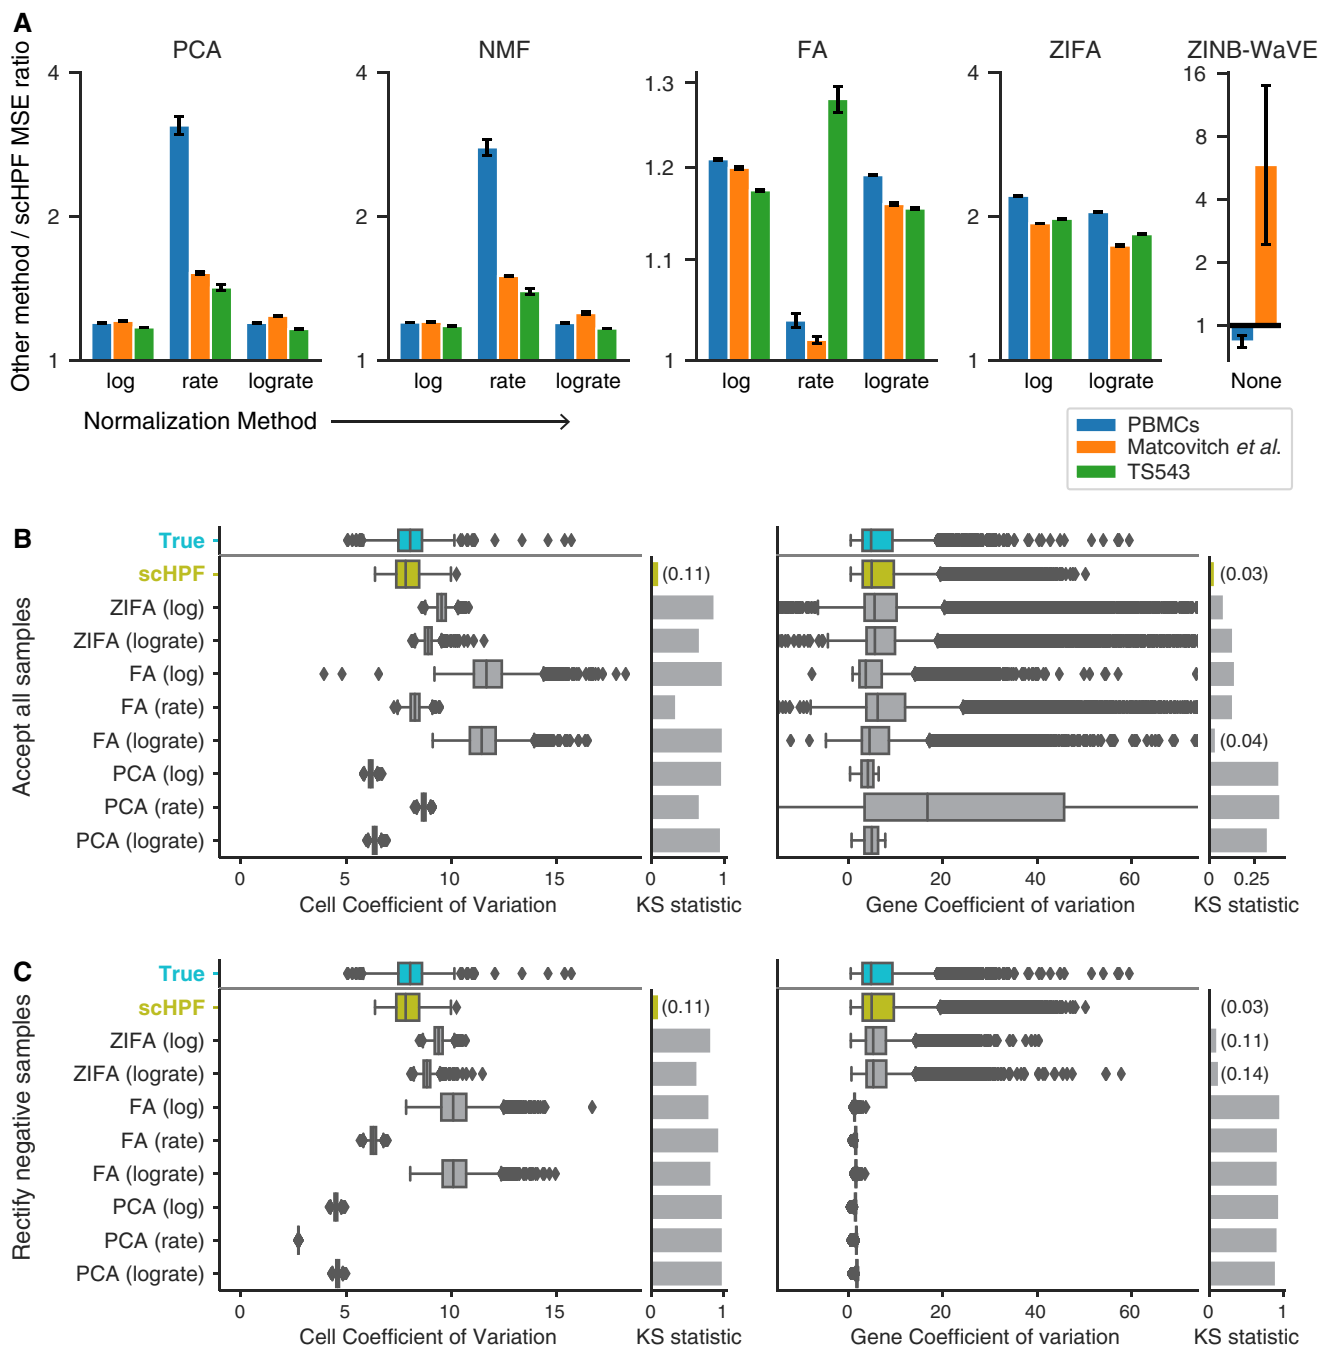 A
PCA
NMF
FA
ZIFA
ZINB-WaVE
Other method / scHPF MSE ratio
4
2
1
4
2
1
1.3
1.2
1.1
1
4
2
1
16
8
4
2
1
log rate lograte
log rate lograte
log rate lograte
log lograte
None
Normalization Method
PBMCs
Matcovitch et al.
TS543
B
Accept all samples
True
scHPF
ZIFA (log)
ZIFA (lograte)
FA (log)
FA (rate)
FA (lograte)
PCA (log)
PCA (rate)
PCA (lograte)
(0.11)
(0.03)
(0.04)
0 5 10 15
Cell Coefficient of Variation
0 1
KS statistic
0 20 40 60
Gene Coefficient of variation
0 0.25
KS statistic
C
Rectify negative samples
True
scHPF
ZIFA (log)
ZIFA (lograte)
FA (log)
FA (rate)
FA (lograte)
PCA (log)
PCA (rate)
PCA (lograte)
(0.11)
(0.03)
(0.11)
(0.14)
0 5 10 15
Cell Coefficient of Variation
0 1
KS statistic
0 20 40 60
Gene Coefficient of variation
0 1
KS statistic